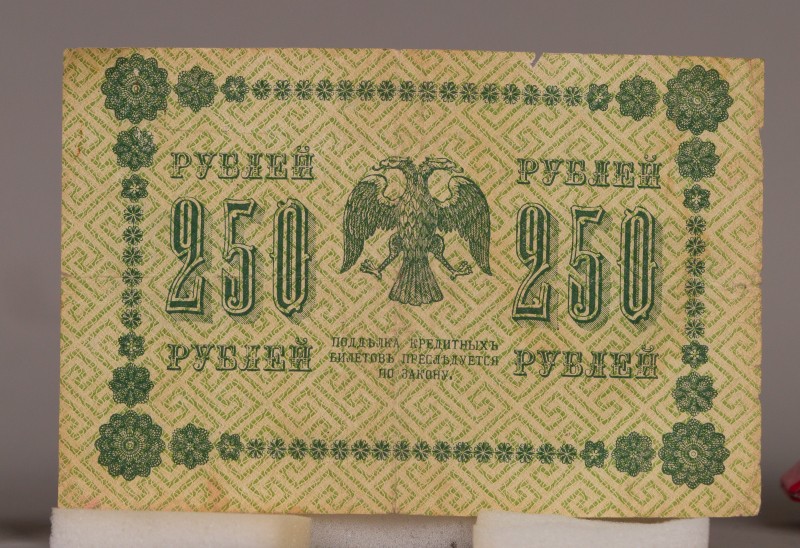 РУБЛЕЙ
250
РУБЛЕЙ
ПОДДѢЛКА КРЕДИТНЫХЪ
БИЛЕТОВЪ ПРЕСЛѢДУЕТСЯ
ПО ЗАКОНУ.
РУБЛЕЙ
250
РУБЛЕЙ